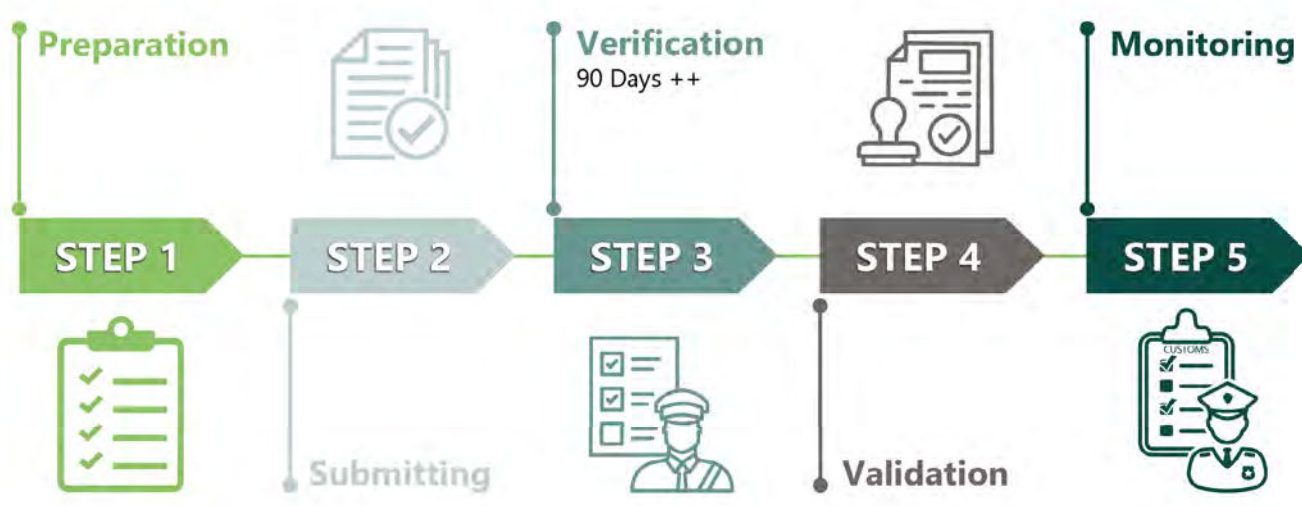 Preparation
Verification
90 Days ++
Monitoring
STEP 1
STEP 2
STEP 3
STEP 4
STEP 5
CUSTOMS
Submitting
Validation